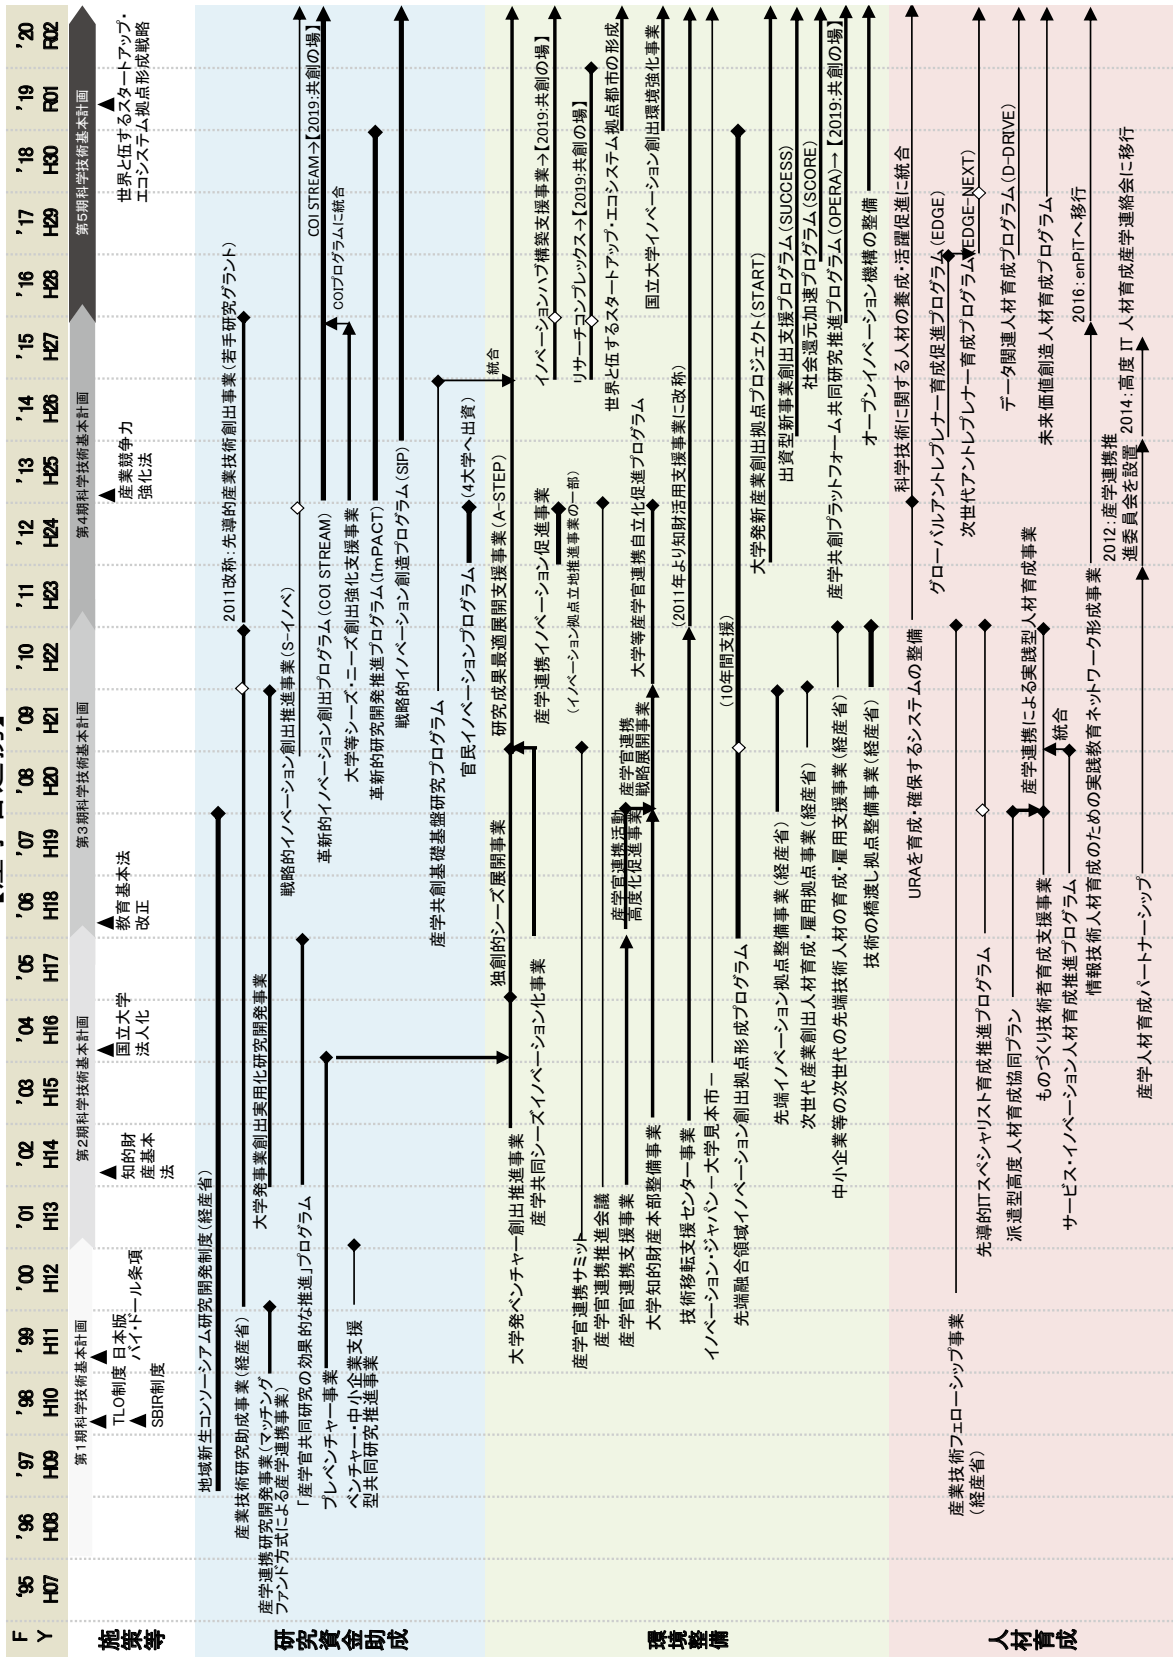 F Y
'95 H07
'96 H08
'97 H09
'98 H10
'99 H11
'00 H12
'01 H13
'02 H14
'03 H15
'04 H16
'05 H17
'06 H18
'07 H19
'08 H20
'09 H21
'10 H22
'11 H23
'12 H24
'13 H25
'14 H26
'15 H27
'16 H28
'17 H29
'18 H30
'19 R01
'20 R02
第1期科学技術基本計画
第2期科学技術基本計画
第3期科学技術基本計画
第4期科学技術基本計画
第5期科学技術基本計画
施策等
▲
TLO制度
▲
SBIR制度
▲
日本版
バイ・ドール条項
▲
知的財
産基本
法
▲
国立大学
法人化
▲
教育基本法
改正
▲
産業競争力
強化法
▲
世界と伍するスタートアップ・
エコシステム拠点形成戦略
研究資金助成
地域新生コンソーシアム研究開発制度(経産省)
産業技術研究助成事業(経産省)
2011改称:先導的産業技術創出事業(若手研究グラント)
産学連携研究開発事業(マッチング
ファンド方式による産学連携事業)
大学発事業創出実用化研究開発事業
「産学官共同研究の効果的な推進」プログラム
戦略的イノベーション創出推進事業(S-イノベ)
プレベンチャー事業
革新的イノベーション創出プログラム(COI STREAM)
COI STREAM→【2019:共創の場】
ベンチャー・中小企業支援
型共同研究推進事業
大学等シーズ・ニーズ創出強化支援事業
COIプログラムに統合
革新的研究開発推進プログラム(ImPACT)
戦略的イノベーション創造プログラム(SIP)
産学共創基礎基盤研究プログラム
統合
官民イノベーションプログラム
(4大学へ出資)
環境整備
大学発ベンチャー創出推進事業
独創的シーズ展開事業
研究成果最適展開支援事業(A-STEP)
産学共同シーズイノベーション化事業
産学連携イノベーション促進事業
(イノベーション拠点立地推進事業の一部)
イノベーションハブ構築支援事業→【2019:共創の場】
産学官連携サミット
リサーチコンプレックス→【2019:共創の場】
産学官連携推進会議
産学官連携支援事業
産学官連携活動
高度化促進事業
産学官連携
戦略展開事業
大学等産学官連携自立化促進プログラム
世界と伍するスタートアップ・エコシステム拠点都市の形成
大学知的財産本部整備事業
国立大学イノベーション創出環境強化事業
技術移転支援センター事業
(2011年より知財活用支援事業に改称)
イノベーション・ジャパン―大学見本市―
先端融合領域イノベーション創出拠点形成プログラム
(10年間支援)
大学発新産業創出拠点プロジェクト(START)
先端イノベーション拠点整備事業(経産省)
出資型新事業創出支援プログラム(SUCCESS)
次世代産業創出人材育成・雇用拠点事業(経産省)
社会還元加速プログラム(SCORE)
中小企業等の次世代の先端技術人材の育成・雇用支援事業(経産省)
産学共創プラットフォーム共同研究推進プログラム(OPERA)→【2019:共創の場】
技術の橋渡し拠点整備事業(経産省)
オープンイノベーション機構の整備
人材育成
URAを育成・確保するシステムの整備
科学技術に関する人材の養成・活躍促進に統合
グローバルアントレプレナー育成促進プログラム(EDGE)
産業技術フェローシップ事業
(経産省)
次世代アントレプレナー育成プログラム(EDGE-NEXT)
先導的ITスペシャリスト育成推進プログラム
派遣型高度人材育成協同プラン
産学連携による実践型人材育成事業
データ関連人材育成プログラム(D-DRIVE)
ものづくり技術者育成支援事業
統合
未来価値創造人材育成プログラム
サービス・イノベーション人材育成推進プログラム
情報技術人材育成のための実践教育ネットワーク形成事業
2016:enPiTへ移行
産学人材育成パートナーシップ
2012:産学連携推
進委員会を設置
2014:高度 IT 人材育成産学連絡会に移行